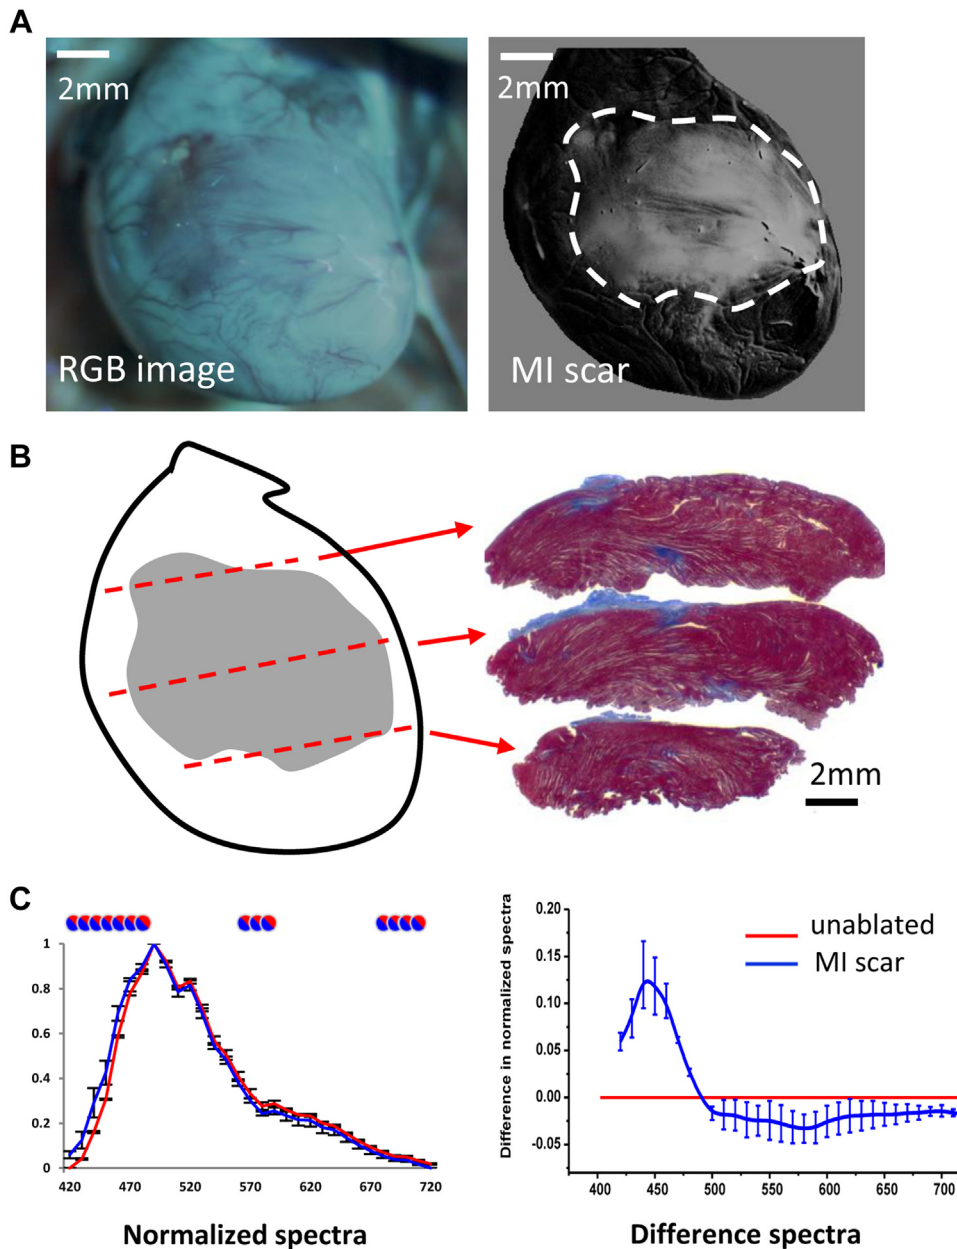 A
2mm
RGB image
2mm
MI scar
B
2mm
C
1
0.8
0.6
0.4
0.2
0
420 470 520 570 620 670 720
Normalized spectra
Difference in normalized spectra
0.20
0.15
0.10
0.05
0.00
-0.05
400 450 500 550 600 650 700
unablated
MI scar
Difference spectra